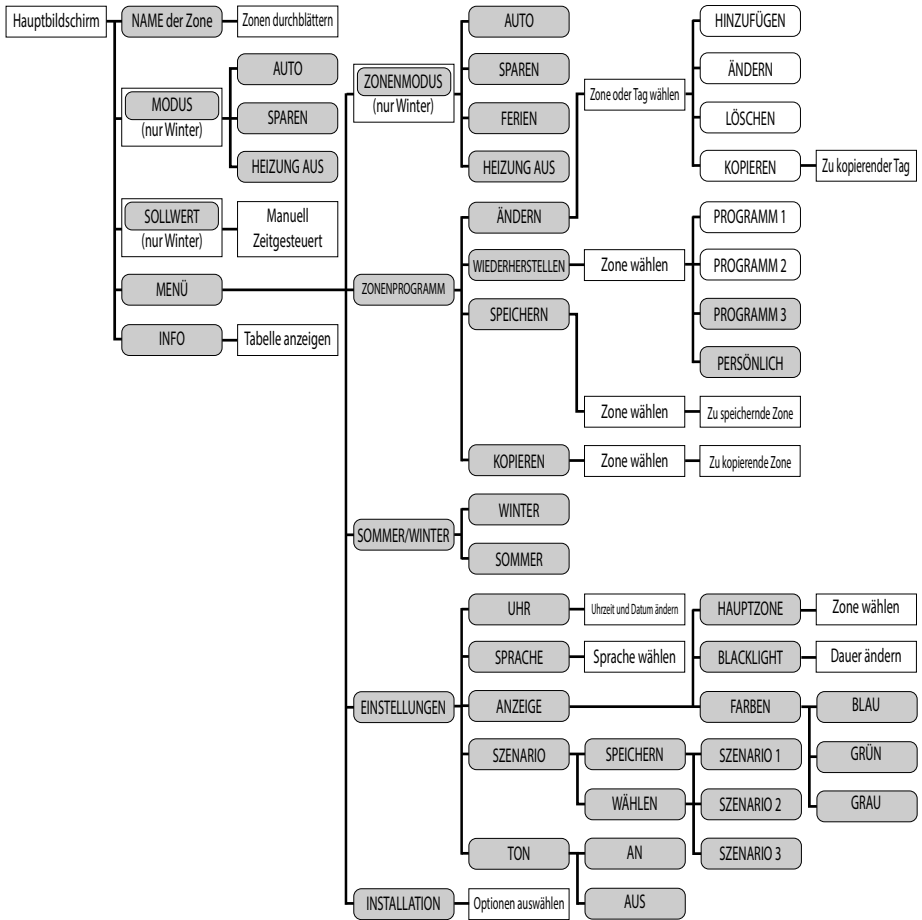 Hauptbildschirm
NAME der Zone
Zonen durchblättern
MODUS
(nur Winter)
AUTO
SPAREN
HEIZUNG AUS
SOLLWERT
(nur Winter)
Manuell
Zeitgesteuert
MENÜ
INFO
Tabelle anzeigen
ZONENMODUS
(nur Winter)
AUTO
SPAREN
FERIEN
HEIZUNG AUS
ZONENPROGRAMM
ÄNDERN
Zone oder Tag wählen
HINZUFÜGEN
ÄNDERN
LÖSCHEN
KOPIEREN
Zu kopierender Tag
WIEDERHERSTELLEN
Zone wählen
PROGRAMM 1
PROGRAMM 2
PROGRAMM 3
PERSÖNLICH
SPEICHERN
Zone wählen
Zu speichernde Zone
KOPIEREN
Zone wählen
Zu kopierende Zone
SOMMER/WINTER
WINTER
SOMMER
EINSTELLUNGEN
UHR
Uhrzeit und Datum ändern
SPRACHE
Sprache wählen
ANZEIGE
HAUPTZONE
Zone wählen
BLACKLIGHT
Dauer ändern
FARBEN
BLAU
GRÜN
GRAU
SZENARIO
SPEICHERN
WÄHLEN
SZENARIO 1
SZENARIO 2
SZENARIO 3
TON
AN
AUS
INSTALLATION
Optionen auswählen